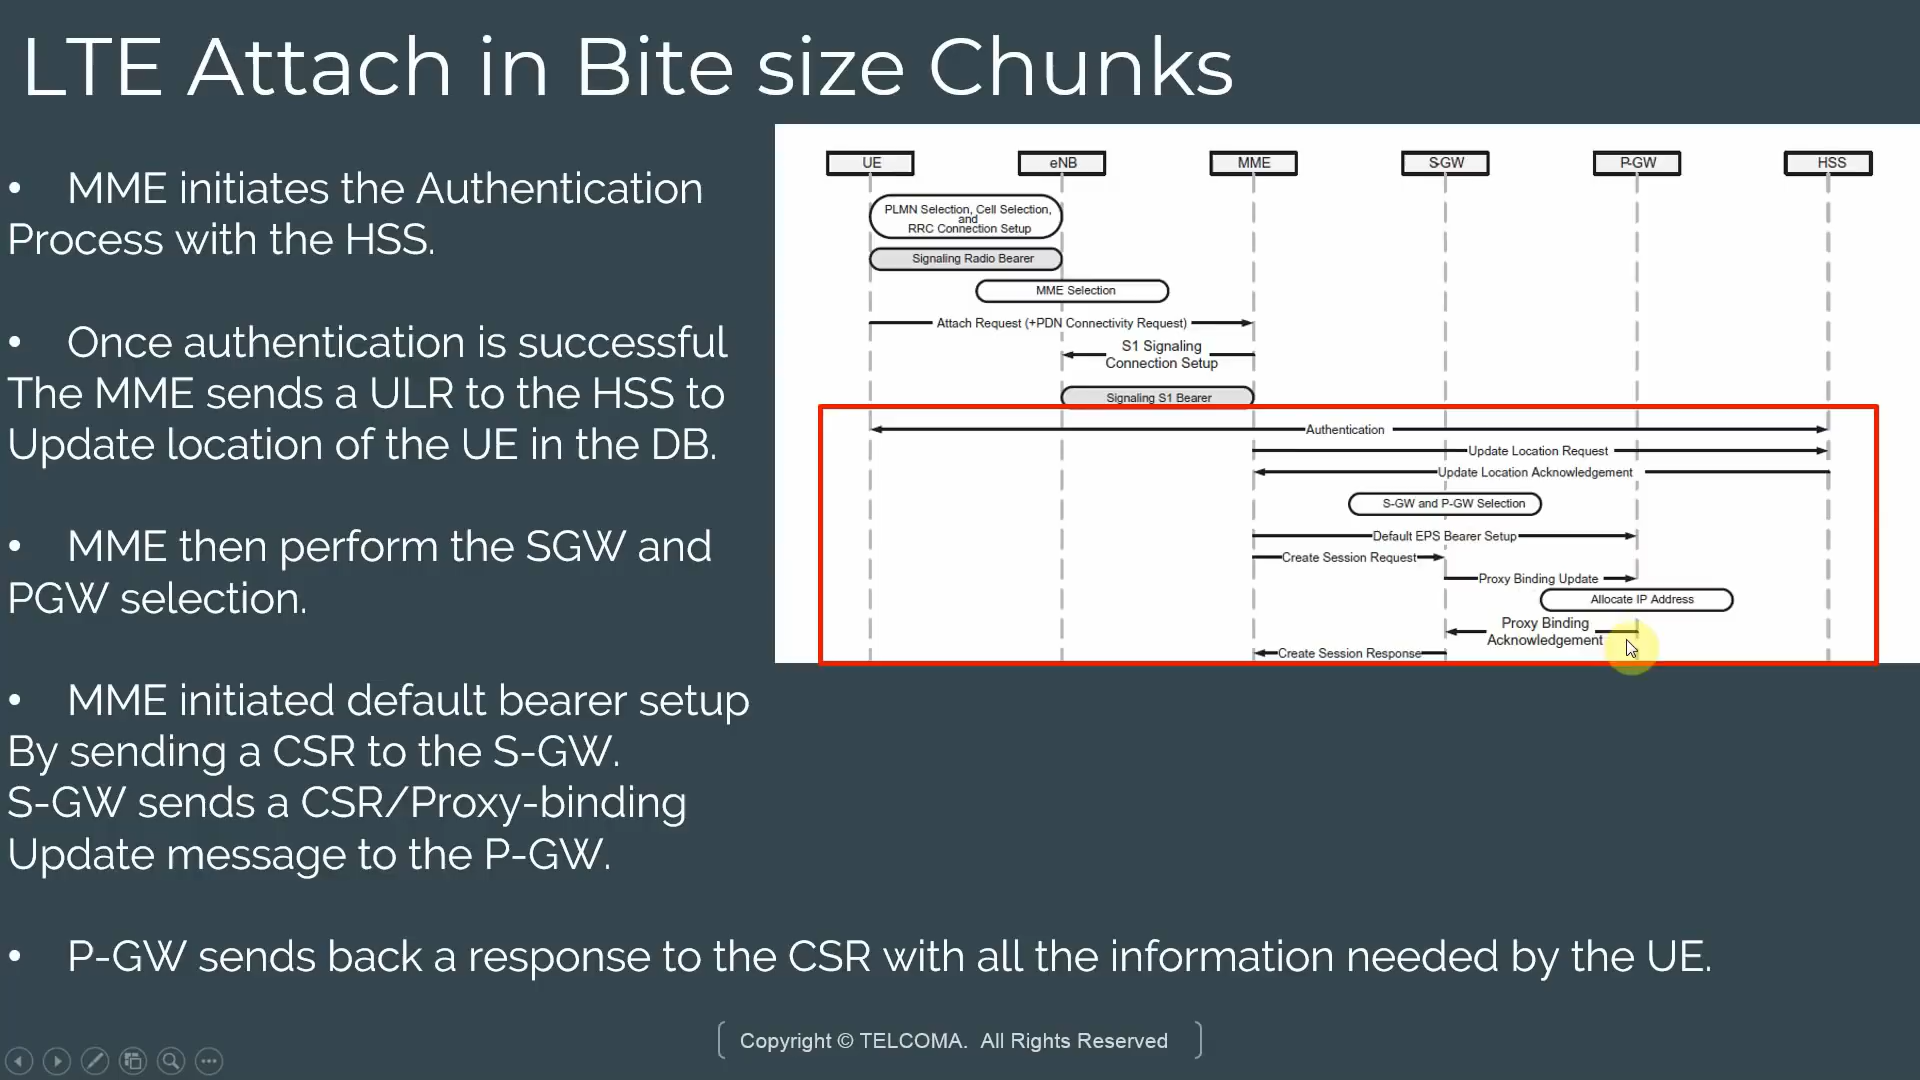 LTE Attach in Bite size Chunks
• MME initiates the Authentication
Process with the HSS.
• Once authentication is successful
The MME sends a ULR to the HSS to
Update location of the UE in the DB.
• MME then perform the SGW and
PGW selection.
• MME initiated default bearer setup
By sending a CSR to the S-GW.
S-GW sends a CSR/Proxy-binding
Update message to the P-GW.
• P-GW sends back a response to the CSR with all the information needed by the UE.
UE
eNB
MME
S-GW
P-GW
HSS
PLMN Selection, Cell Selection,
and
RRC Connection Setup
Signaling Radio Bearer
MME Selection
Attach Request (+PDN Connectivity Request)
S1 Signaling
Connection Setup
Signaling S1 Bearer
Authentication
Update Location Request
Update Location Acknowledgement
S-GW and P-GW Selection
Default EPS Bearer Setup
Create Session Request
Proxy Binding Update
Allocate IP Address
Proxy Binding
Acknowledgement
Create Session Response
Copyright © TELCOMA. All Rights Reserved